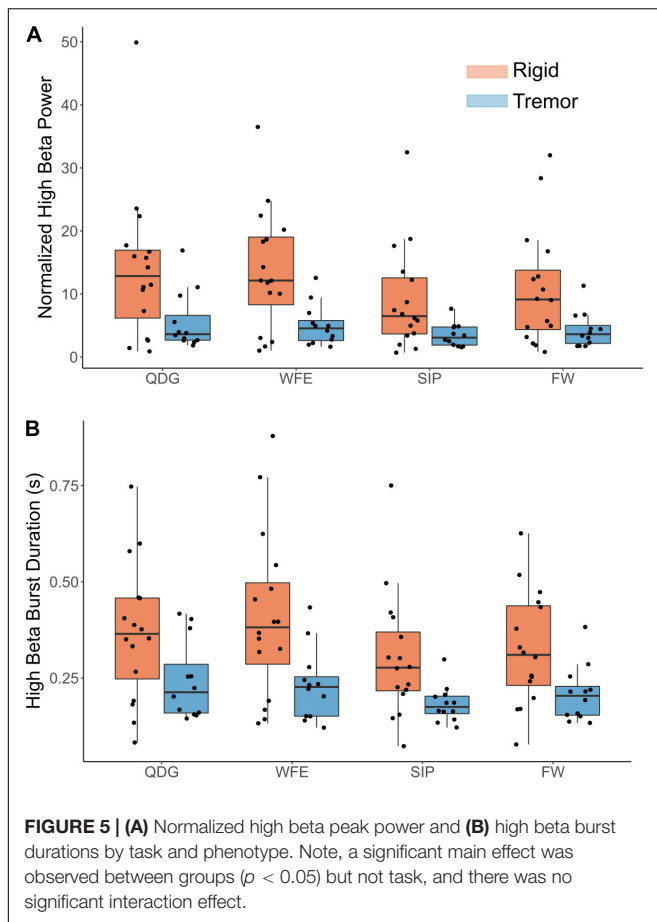 A
Normalized High Beta Power
50
40
30
20
10
0
Rigid
Tremor
QDG WFE SIP FW
B
High Beta Burst Duration (s)
0.75
0.50
0.25
QDG WFE SIP FW
FIGURE 5 | (A) Normalized high beta peak power and (B) high beta burst
durations by task and phenotype. Note, a significant main effect was
observed between groups (p < 0.05) but not task, and there was no
significant interaction effect.